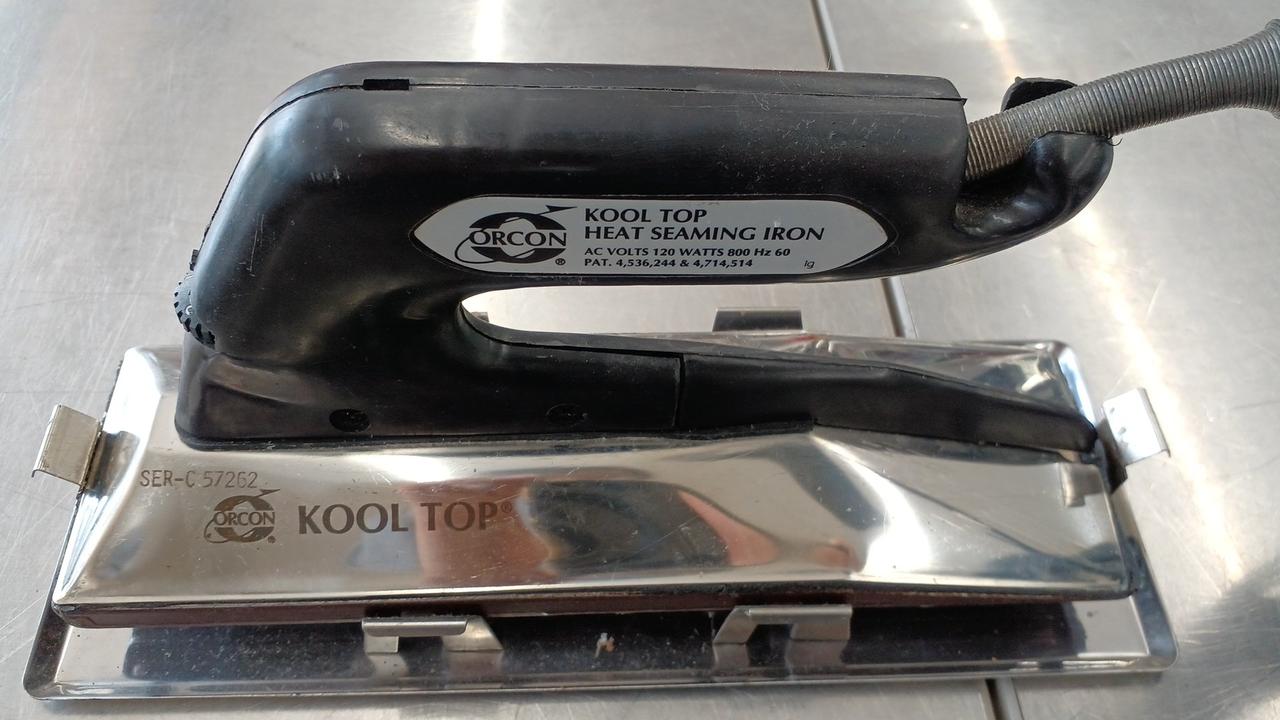 ORCON
®
KOOL TOP
HEAT SEAMING IRON
AC VOLTS 120 WATTS 800 Hz 60
PAT. 4,536,244 & 4,714,514
lg
SER-C 57262
ORCON
KOOL TOP®